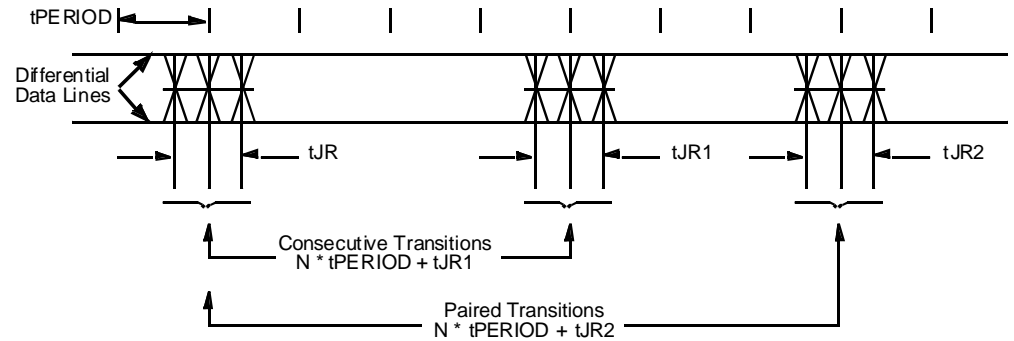 tPERIOD
Differential
Data Lines
tJR
tJR1
tJR2
Consecutive Transitions
N * tPERIOD + tJR1
Paired Transitions
N * tPERIOD + tJR2